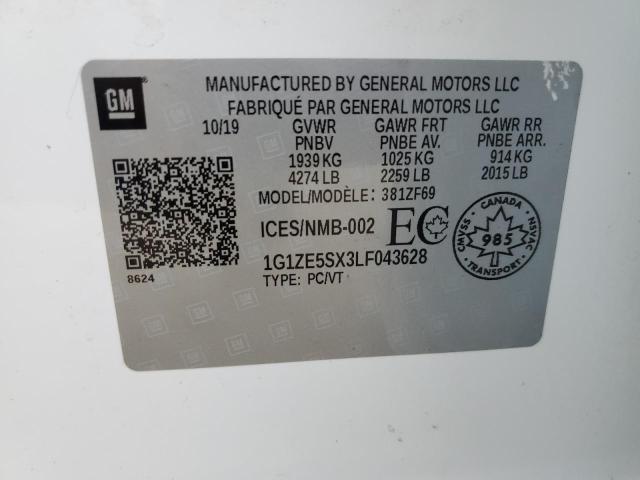 GM
MANUFACTURED BY GENERAL MOTORS LLC
FABRIQUÉ PAR GENERAL MOTORS LLC
10/19 GVWR GAWR FRT GAWR RR
PNBV PNBE AV. PNBE ARR.
1939 KG 1025 KG 914 KG
4274 LB 2259 LB 2015 LB
MODEL/MODÈLE: 381ZF69
ICES/NMB-002 EC
1G1ZE5SX3LF043628
TYPE: PC/VT
8624
CANADA
CMVSS 985 NSVAC
TRANSPORT